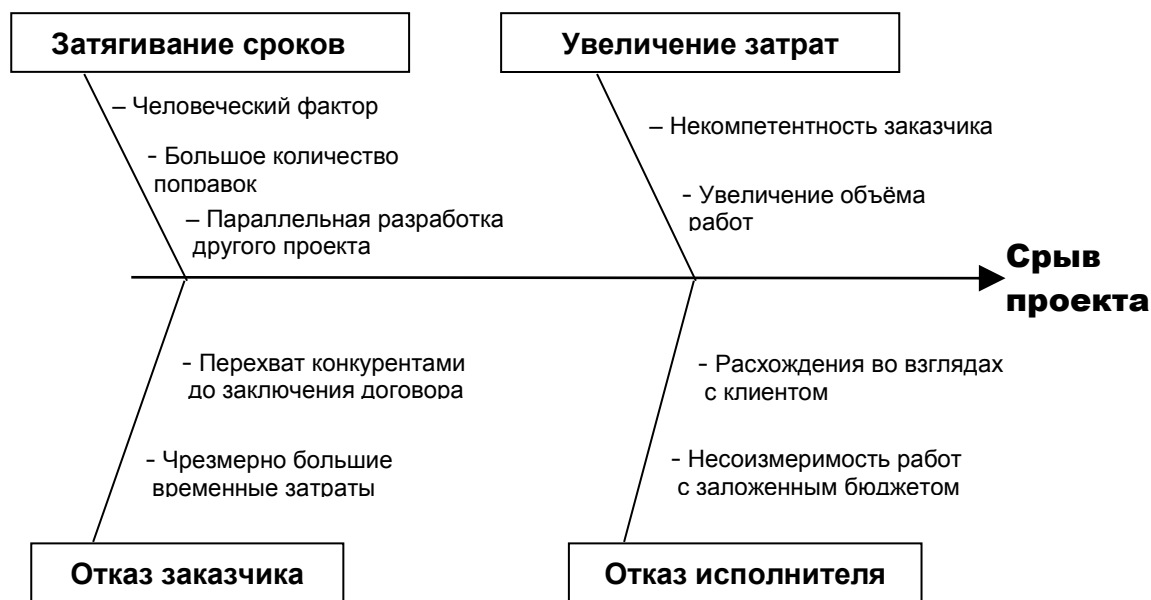 Затягивание сроков
Увеличение затрат
– Человеческий фактор
- Большое количество
поправок
– Параллельная разработка
другого проекта
– Некомпетентность заказчика
- Увеличение объёма
работ
Срыв
проекта
- Перехват конкурентами
до заключения договора
- Чрезмерно большие
временные затраты
- Расхождения во взглядах
с клиентом
- Несоизмеримость работ
с заложенным бюджетом
Отказ заказчика
Отказ исполнителя